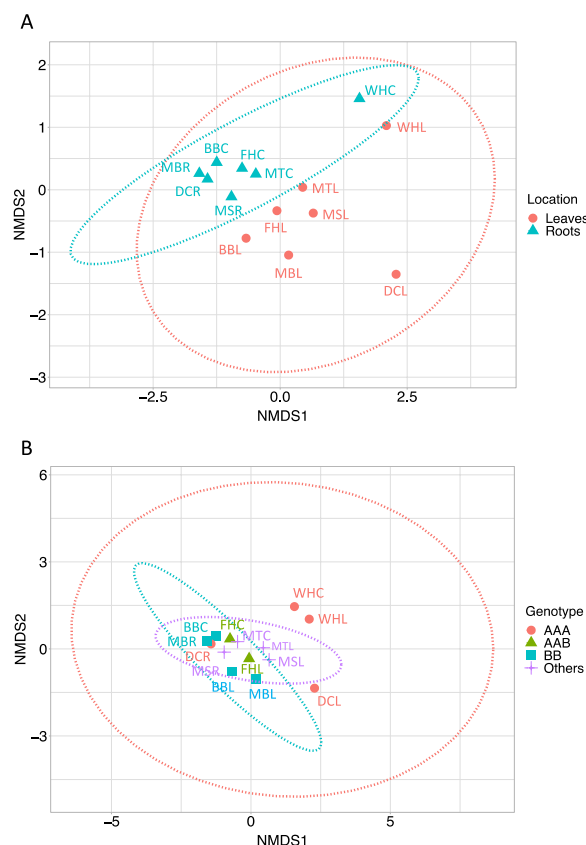 A
2
1
0
−1
−2
−3
NMDS2
WHC
WHL
BBC
FHC
MBR
MTC
DCR
MSR
MTL
MSL
FHL
BBL
MBL
DCL
−2.5
0.0
2.5
NMDS1
Location
Leaves
Roots
B
6
3
0
−3
NMDS2
WHC
WHL
BBC
FHC
MBR
MTC
MTL
DCR
MSL
MSR
FHL
BBL
MBL
DCL
−5
0
5
NMDS1
Genotype
AAA
AAB
BB
Others